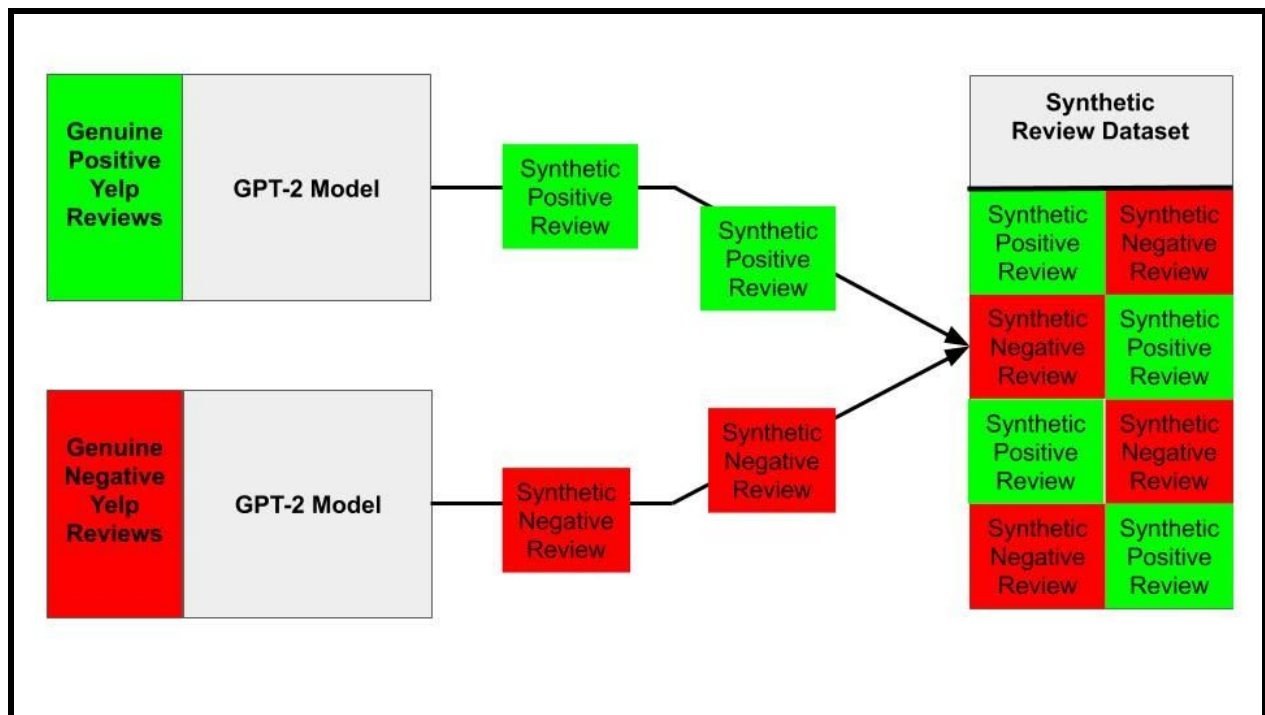 Genuine
Positive
Yelp
Reviews
GPT-2 Model
Synthetic
Positive
Review
Synthetic
Positive
Review
Genuine
Negative
Yelp
Reviews
GPT-2 Model
Synthetic
Negative
Review
Synthetic
Negative
Review
Synthetic
Review Dataset
Synthetic
Positive
Review
Synthetic
Negative
Review
Synthetic
Negative
Review
Synthetic
Positive
Review
Synthetic
Positive
Review
Synthetic
Negative
Review
Synthetic
Negative
Review
Synthetic
Positive
Review